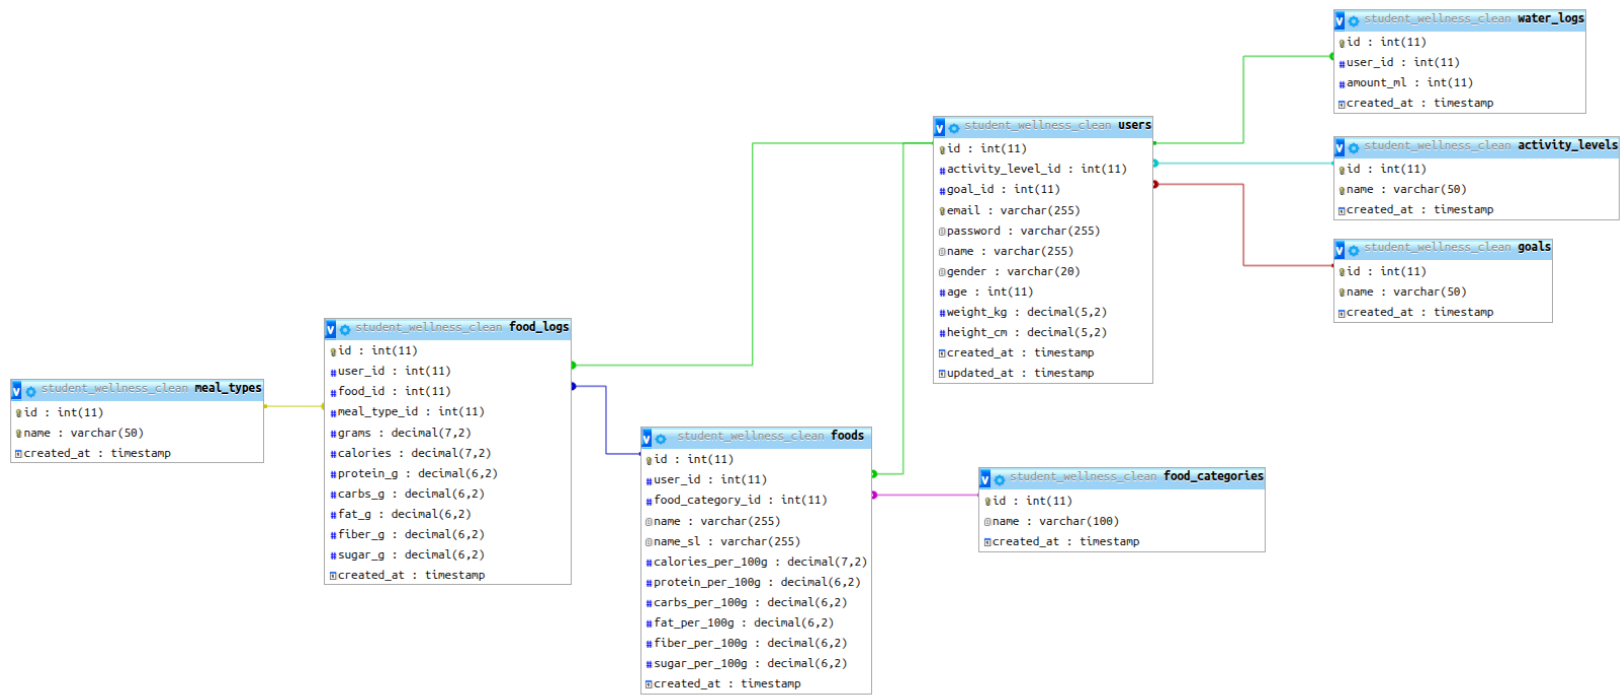 student_wellness_clean water_logs
id : int(11)
user_id : int(11)
amount_ml : int(11)
created_at : timestamp
student_wellness_clean users
id : int(11)
activity_level_id : int(11)
goal_id : int(11)
email : varchar(255)
password : varchar(255)
name : varchar(255)
gender : varchar(20)
age : int(11)
weight_kg : decimal(5,2)
height_cm : decimal(5,2)
created_at : timestamp
updated_at : timestamp
student_wellness_clean activity_levels
id : int(11)
name : varchar(50)
created_at : timestamp
student_wellness_clean goals
id : int(11)
name : varchar(50)
created_at : timestamp
student_wellness_clean food_logs
id : int(11)
user_id : int(11)
food_id : int(11)
meal_type_id : int(11)
grams : decimal(7,2)
calories : decimal(7,2)
protein_g : decimal(6,2)
carbs_g : decimal(6,2)
fat_g : decimal(6,2)
fiber_g : decimal(6,2)
sugar_g : decimal(6,2)
created_at : timestamp
student_wellness_clean meal_types
id : int(11)
name : varchar(50)
created_at : timestamp
student_wellness_clean foods
id : int(11)
user_id : int(11)
food_category_id : int(11)
name : varchar(255)
name_sl : varchar(255)
calories_per_100g : decimal(7,2)
protein_per_100g : decimal(6,2)
carbs_per_100g : decimal(6,2)
fat_per_100g : decimal(6,2)
fiber_per_100g : decimal(6,2)
sugar_per_100g : decimal(6,2)
created_at : timestamp
student_wellness_clean food_categories
id : int(11)
name : varchar(100)
created_at : timestamp